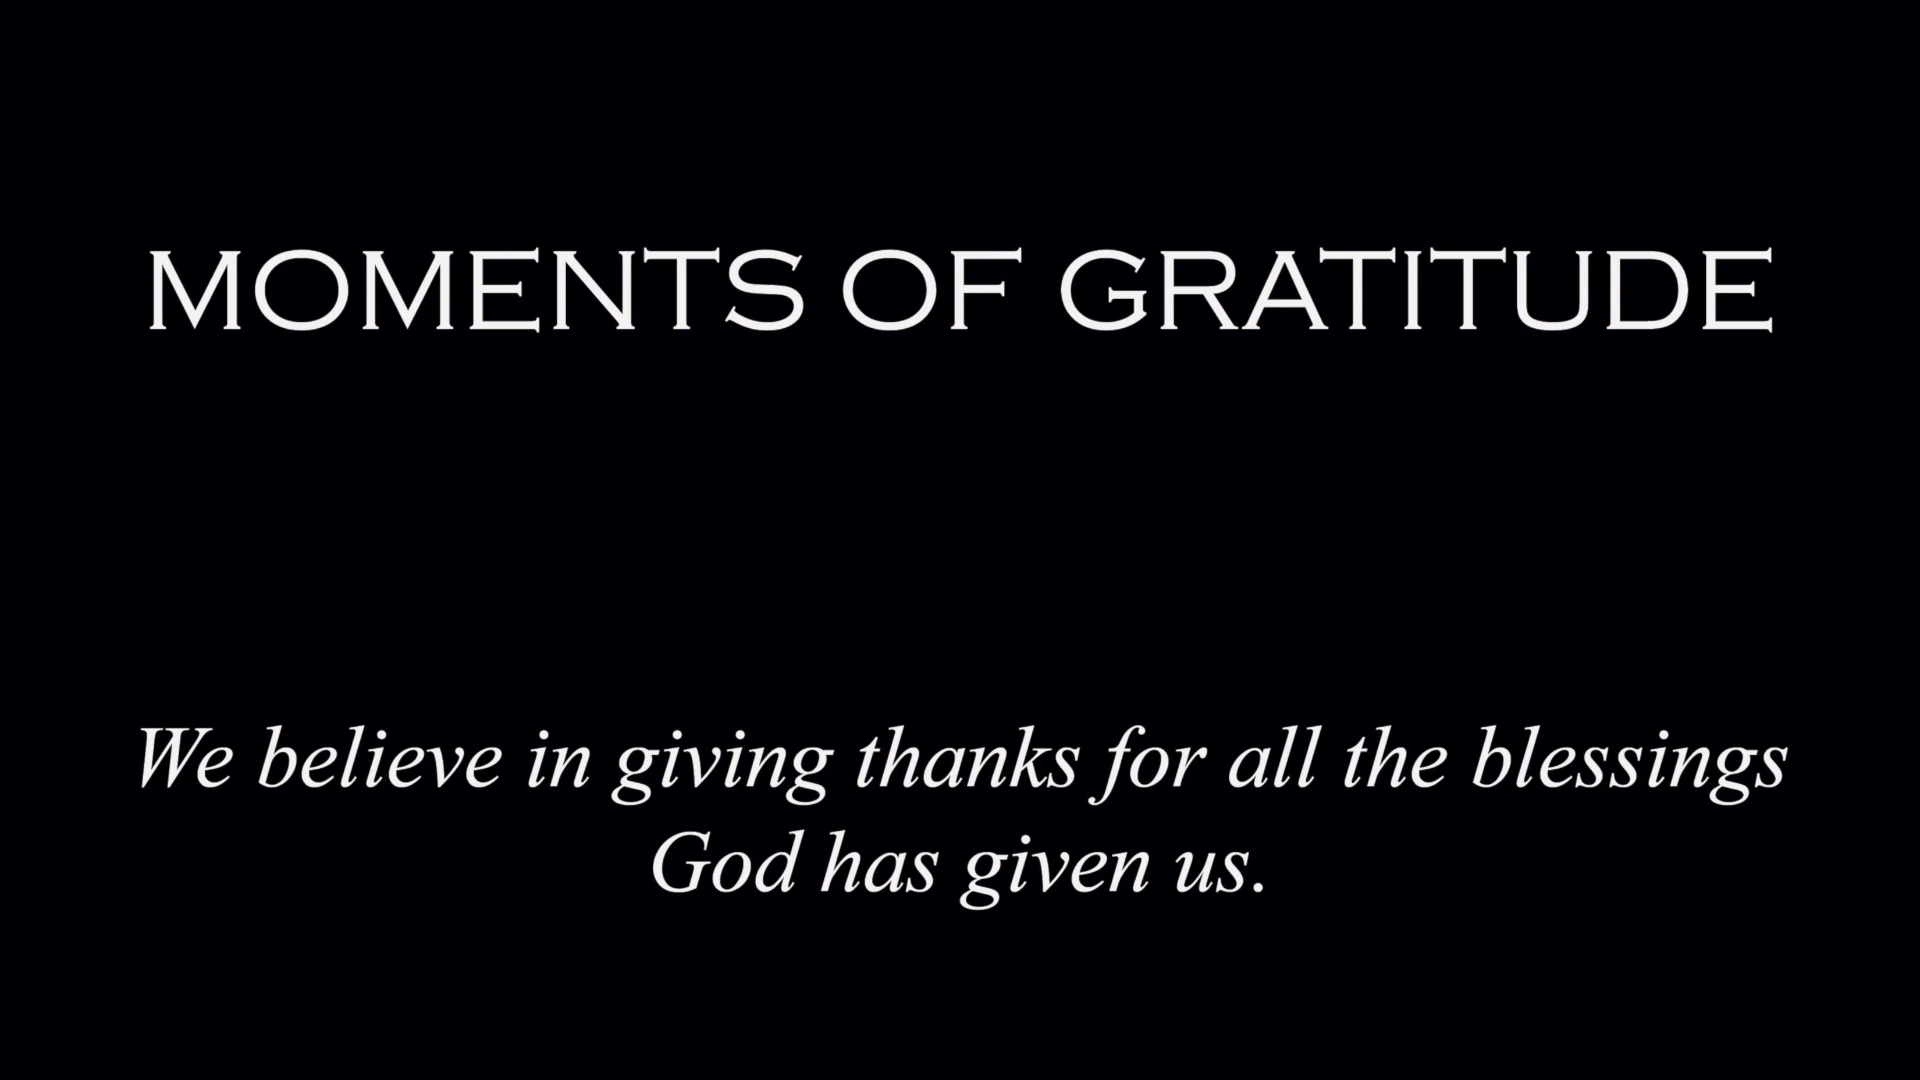 MOMENTS OF GRATITUDE
We believe in giving thanks for all the blessings
God has given us.